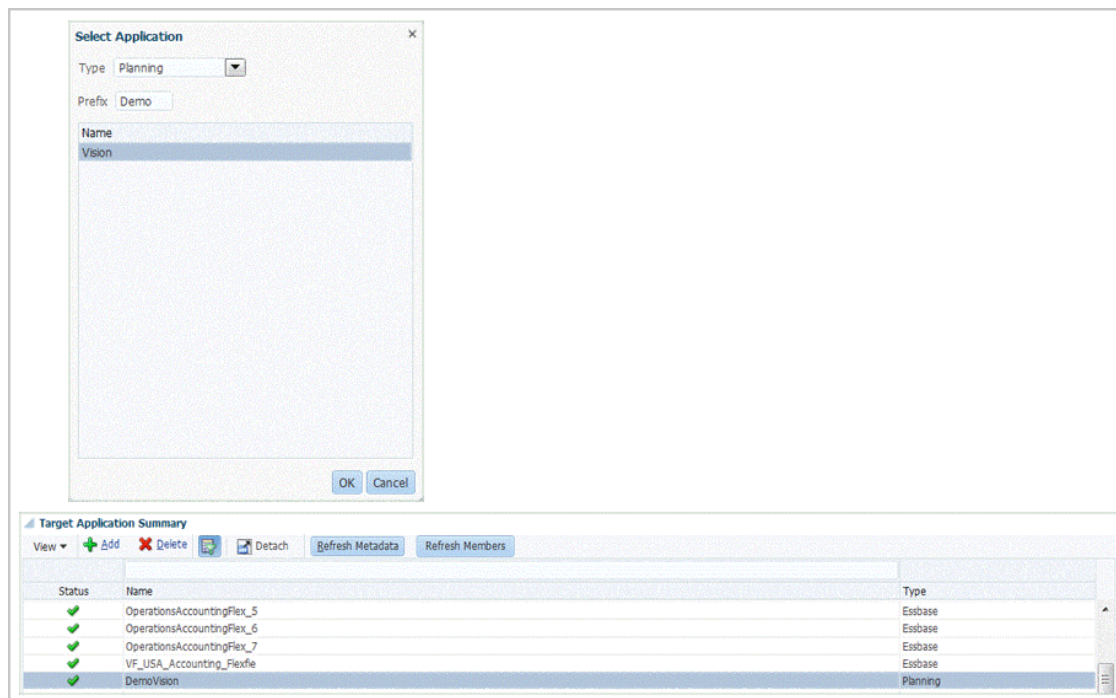 Select Application
Type Planning
Prefix Demo
Name
Vision
OK Cancel
Target Application Summary
View Add Delete Detach Refresh Metadata Refresh Members
Status Name Type
OperationsAccountingFlex_5 Essbase
OperationsAccountingFlex_6 Essbase
OperationsAccountingFlex_7 Essbase
VF_USA_Accounting_Flexfie Essbase
DemoVision Planning